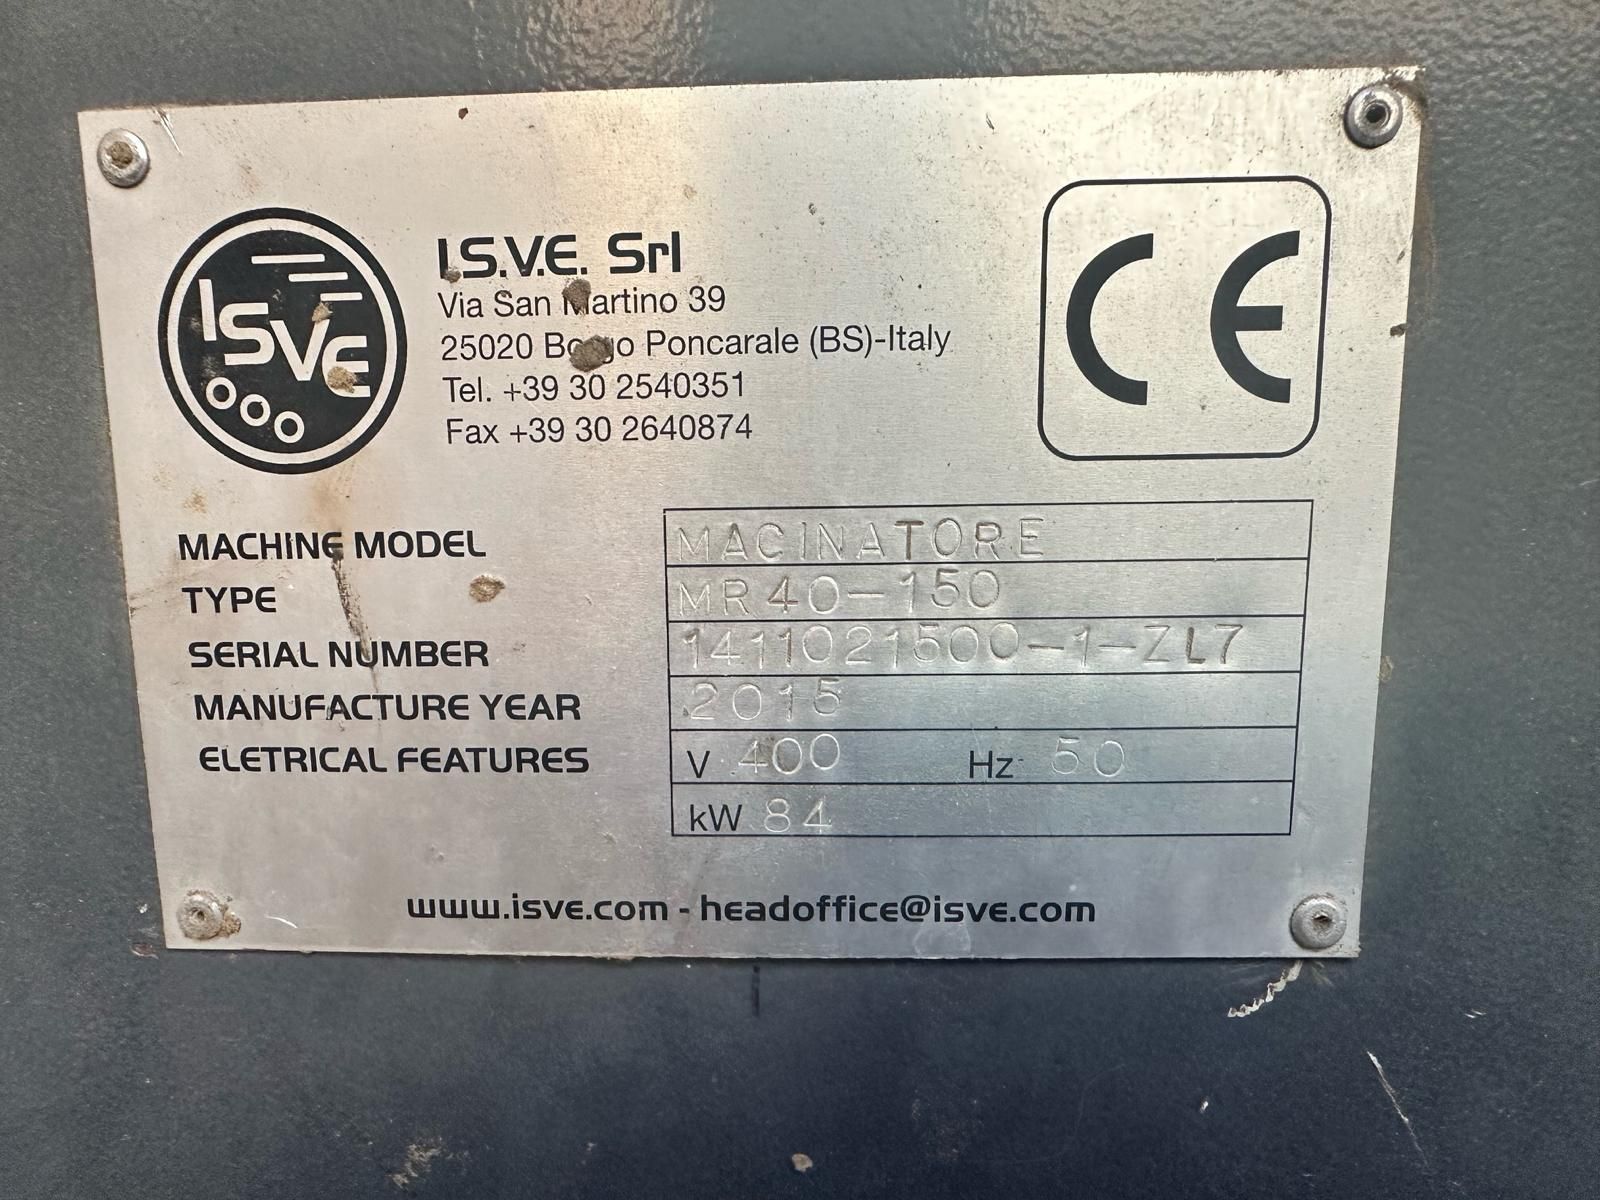 ISVE
I.S.V.E. Srl
Via San Martino 39
25020 Borgo Poncarale (BS)-Italy
Tel. +39 30 2540351
Fax +39 30 2640874
CE
MACHINE MODEL MACINATORE
TYPE MR40-150
SERIAL NUMBER 1411021500-1-ZL7
MANUFACTURE YEAR 2015
ELETRICAL FEATURES V 400 Hz 50
kW 84
www.isve.com - headoffice@isve.com